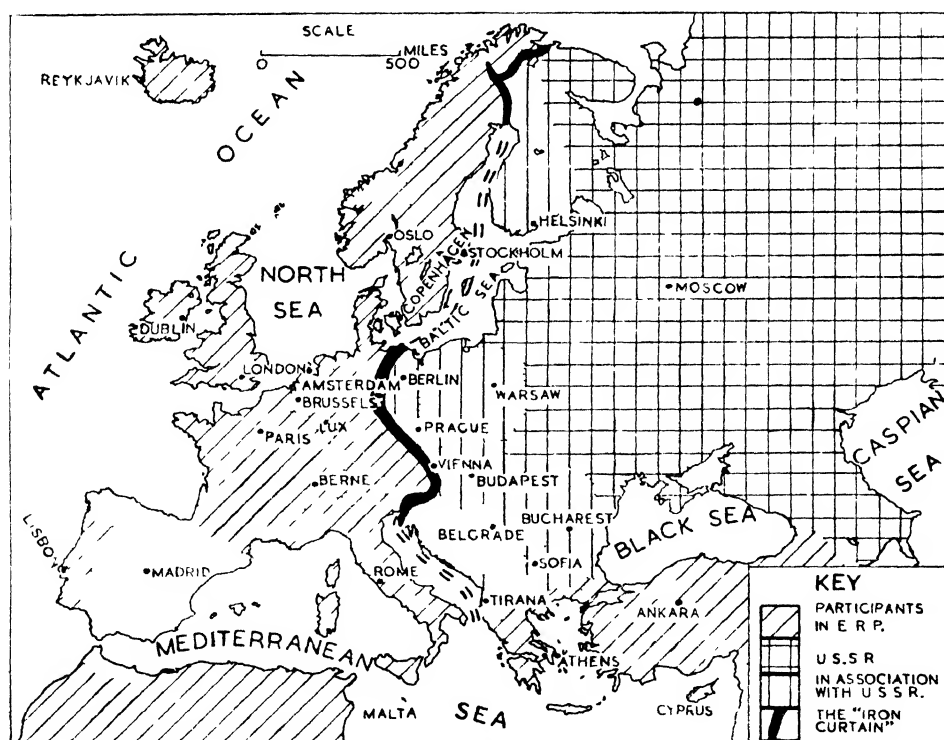 SCALE
0 500 MILES
REYKJAVIK
ATLANTIC OCEAN
NORTH SEA
OSLO
HELSINKI
STOCKHOLM
COPENHAGEN
BALTIC SEA
MOSCOW
DUBLIN
LONDON
AMSTERDAM
BRUSSELS
BERLIN
WARSAW
PARIS
LUX
PRAGUE
VIENNA
BERNE
BUDAPEST
CASPIAN SEA
BUCHAREST
BELGRADE
BLACK SEA
SOFIA
LISBON
MADRID
ROME
TIRANA
ANKARA
MEDITERRANEAN SEA
ATHENS
MALTA
CYPRUS
KEY
PARTICIPANTS
IN E R P.
U S.S R
IN ASSOCIATION
WITH U S S R.
THE "IRON
CURTAIN"